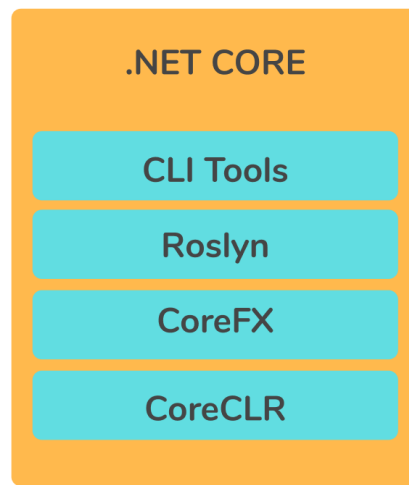 .NET CORE
CLI Tools
Roslyn
CoreFX
CoreCLR